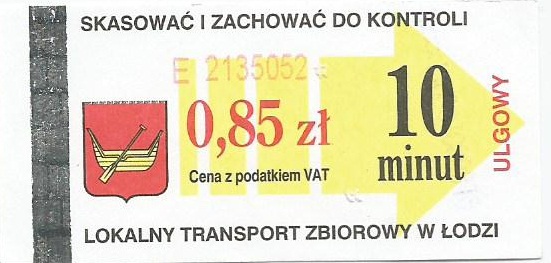 SKASOWAĆ I ZACHOWAĆ DO KONTROLI
E 2135052
0,85 zł
10
minut
ULGOWY
Cena z podatkiem VAT
LOKALNY TRANSPORT ZBIOROWY W ŁODZI